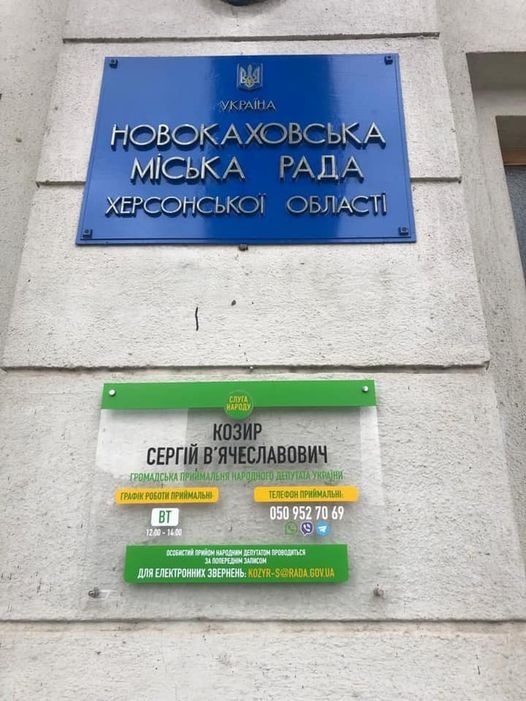 УКРАЇНА
НОВОКАХОВСЬКА
МІСЬКА РАДА
ХЕРСОНСЬКОЇ ОБЛАСТІ
СЛУГА
НАРОДУ
КОЗИР
СЕРГІЙ В'ЯЧЕСЛАВОВИЧ
ГРОМАДСЬКА ПРИЙМАЛЬНЯ НАРОДНОГО ДЕПУТАТА УКРАЇНИ
ГРАФІК РОБОТИ ПРИЙМАЛЬНІ:
ВТ
12:00 - 14:00
ТЕЛЕФОН ПРИЙМАЛЬНІ:
050 952 70 69
ОСОБИСТИЙ ПРИЙОМ НАРОДНИМ ДЕПУТАТОМ ПРОВОДИТЬСЯ
ЗА ПОПЕРЕДНІМ ЗАПИСОМ
ДЛЯ ЕЛЕКТРОННИХ ЗВЕРНЕНЬ: KOZYR-S@RADA.GOV.UA